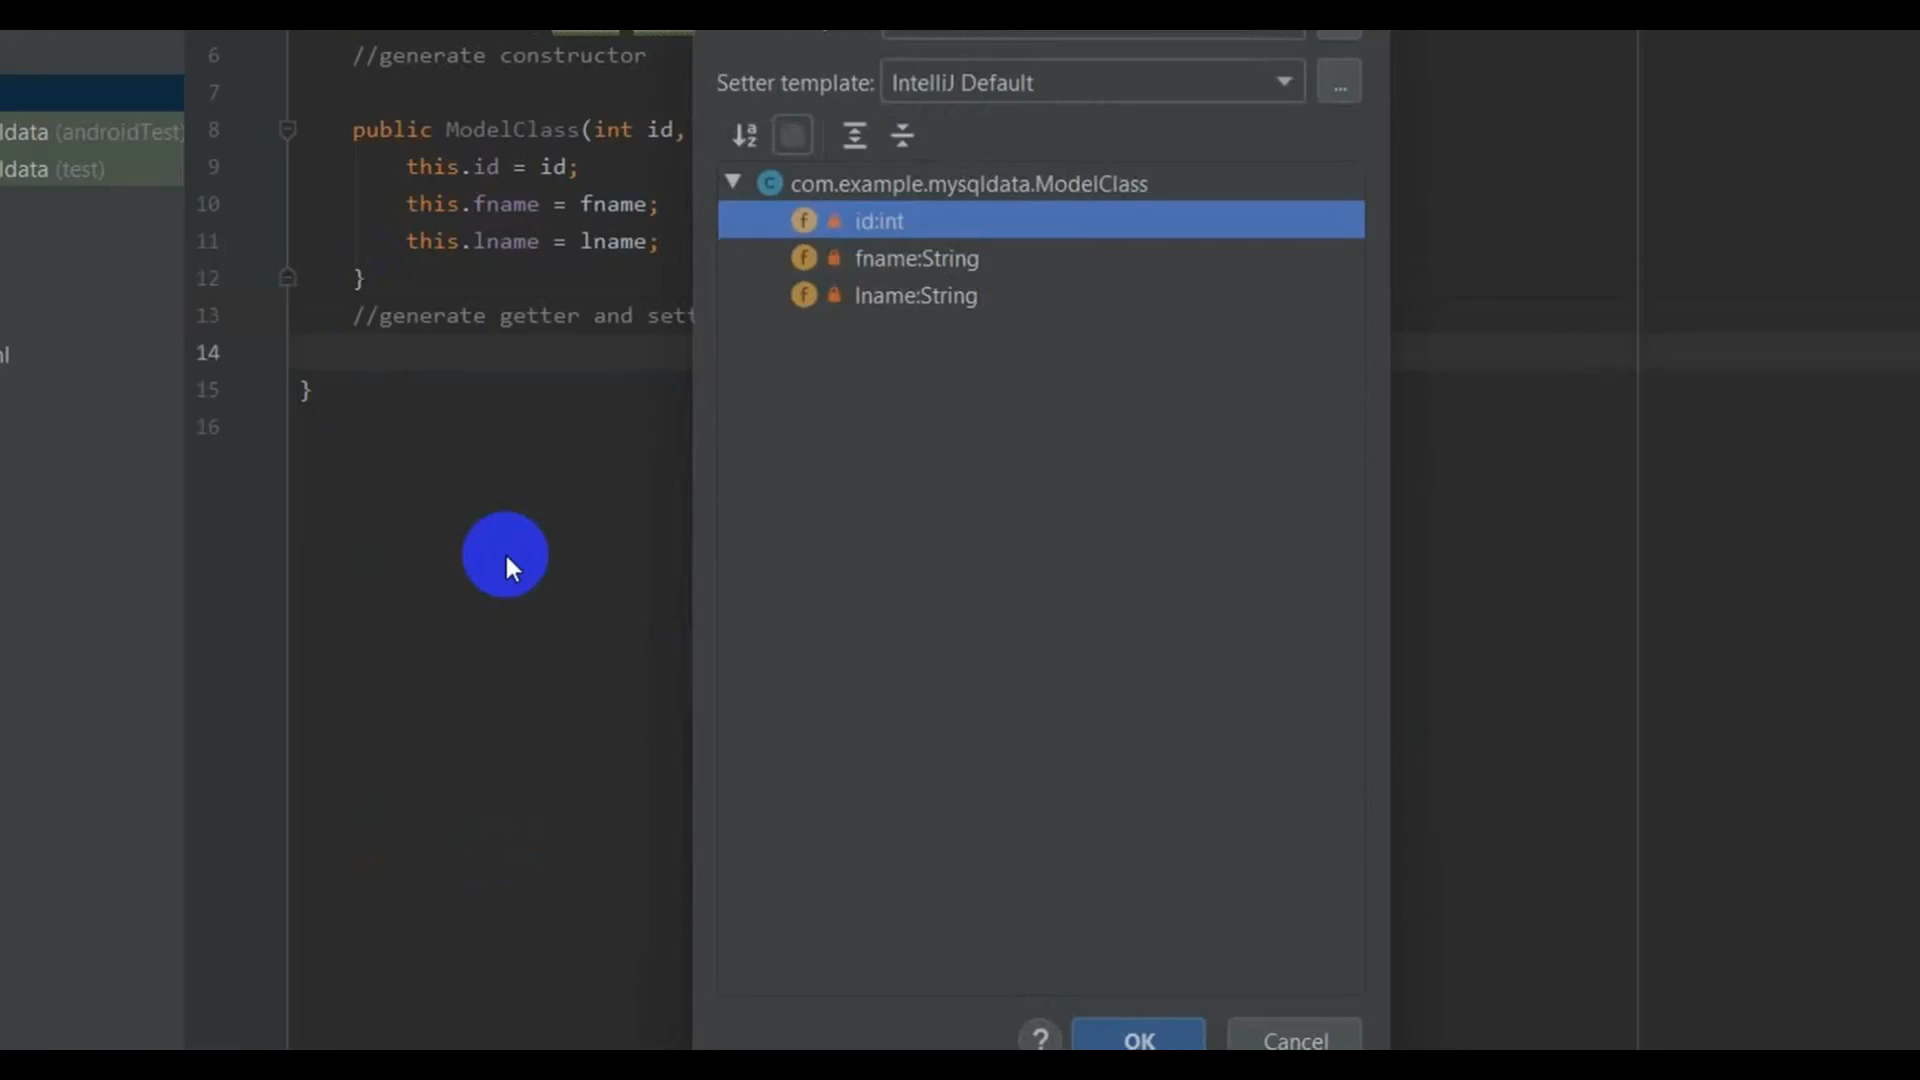 6 //generate constructor
7
8 public ModelClass(int id,
9 this.id = id;
10 this.fname = fname;
11 this.lname = lname;
12 }
13 //generate getter and sett
14
15 }
16
ldata (androidTest)
ldata (test)
Setter template: IntelliJ Default ...
com.example.mysqldata.ModelClass
f id:int
f fname:String
f lname:String
? OK Cancel